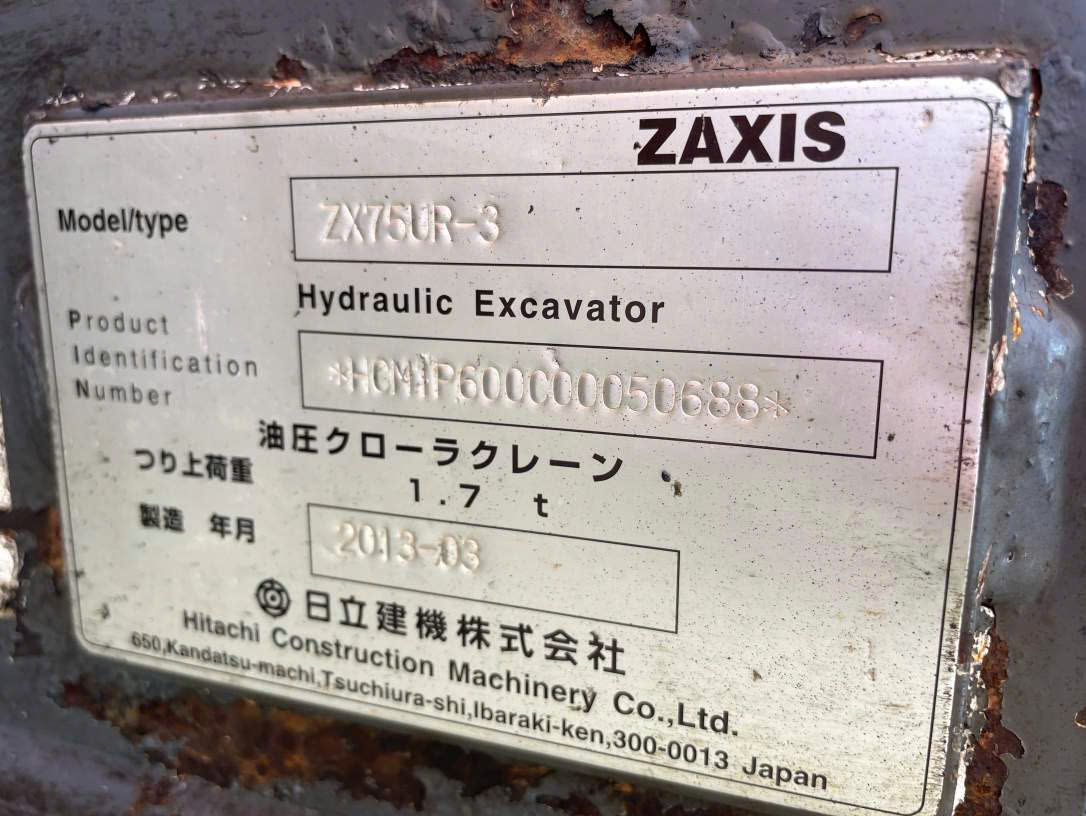 ZAXIS
Model/type ZX75UR-3
Hydraulic Excavator
Product
Identification
Number
*HCM1P600C00050688*
油圧クローラクレーン
つり上荷重 1.7 t
製造 年月 2013-03
日立建機株式会社
Hitachi Construction Machinery Co.,Ltd.
650,Kandatsu-machi,Tsuchiura-shi,Ibaraki-ken,300-0013 Japan